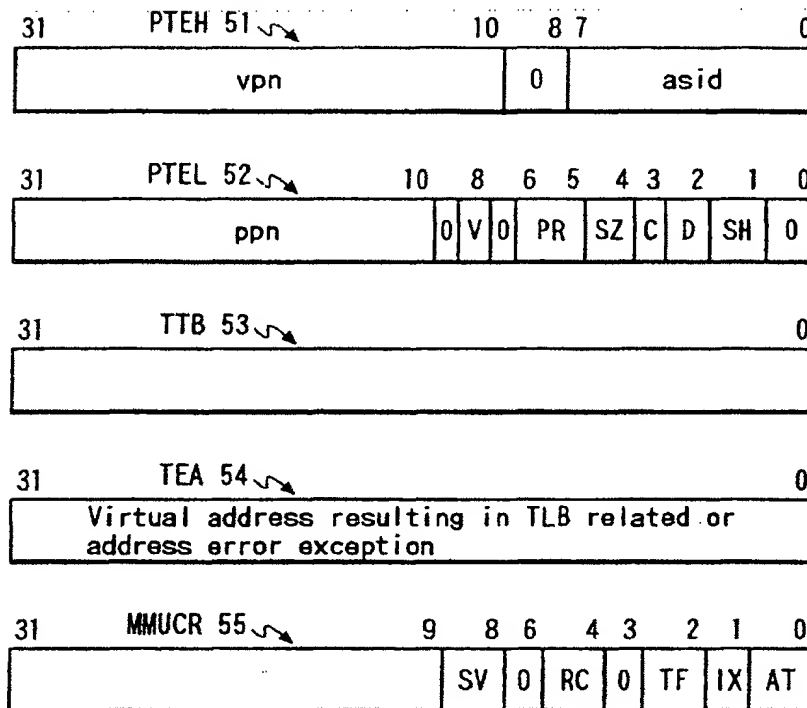 31 PTEH 51 10 8 7 0
vpn 0 asid
31 PTEL 52 10 8 6 5 4 3 2 1 0
ppn 0 V 0 PR SZ C D SH 0
31 TTB 53 0
31 TEA 54 0
Virtual address resulting in TLB related or
address error exception
31 MMUCR 55 9 8 6 4 3 2 1 0
SV 0 RC 0 TF IX AT